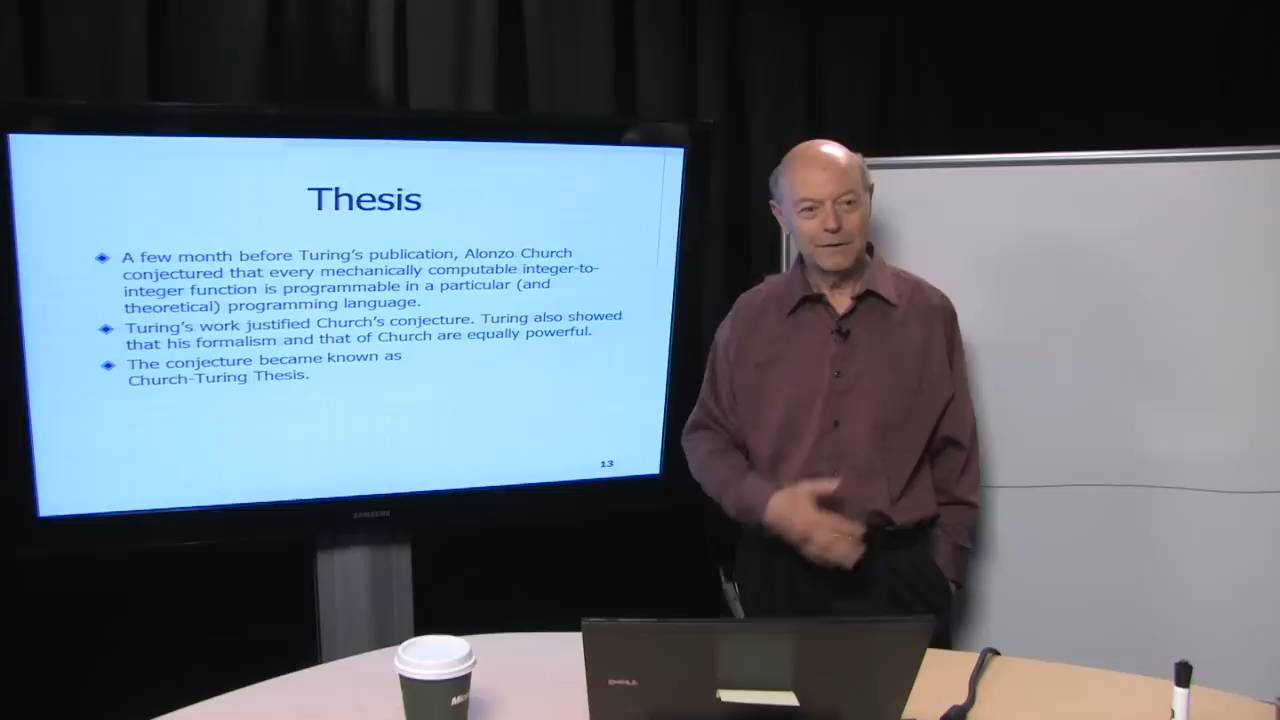 Thesis
A few month before Turing's publication, Alonzo Church
conjectured that every mechanically computable integer-to-
integer function is programmable in a particular (and
theoretical) programming language.
Turing's work justified Church's conjecture. Turing also showed
that his formalism and that of Church are equally powerful.
The conjecture became known as
Church-Turing Thesis.
13
SAMSUNG
DELL